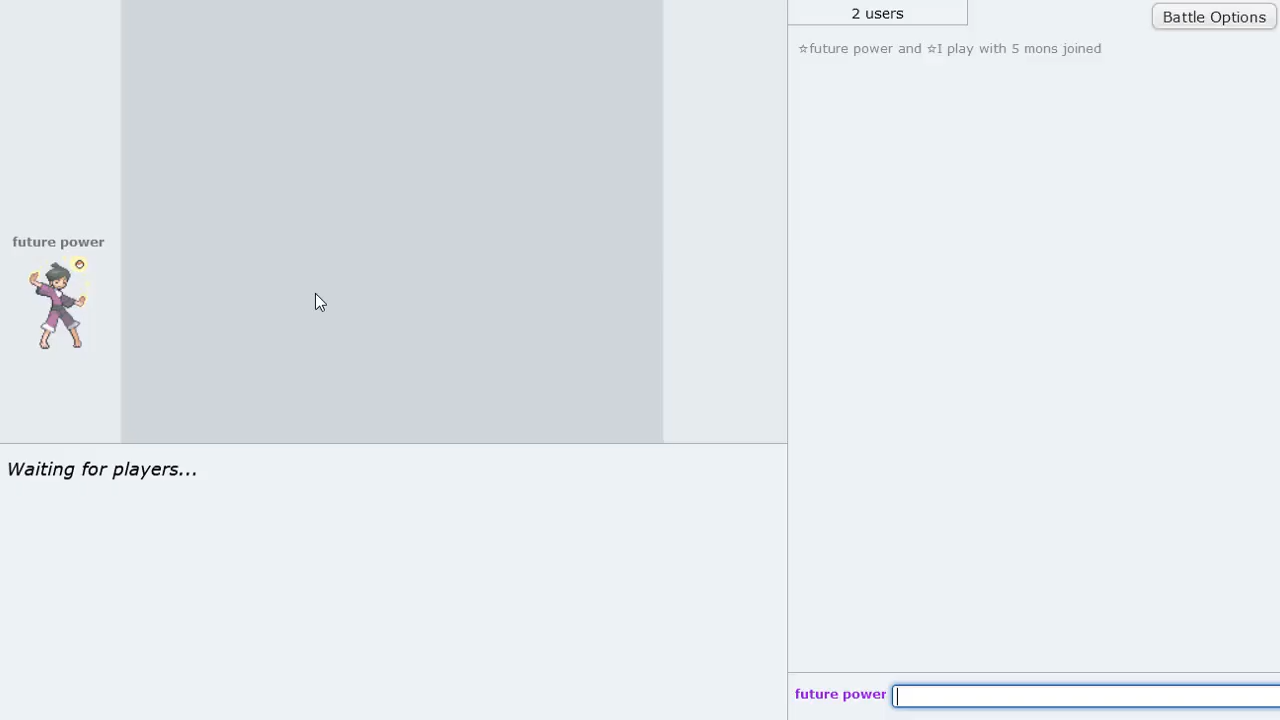 2 users
Battle Options
☆future power and ☆I play with 5 mons joined
future power
Waiting for players...
future power